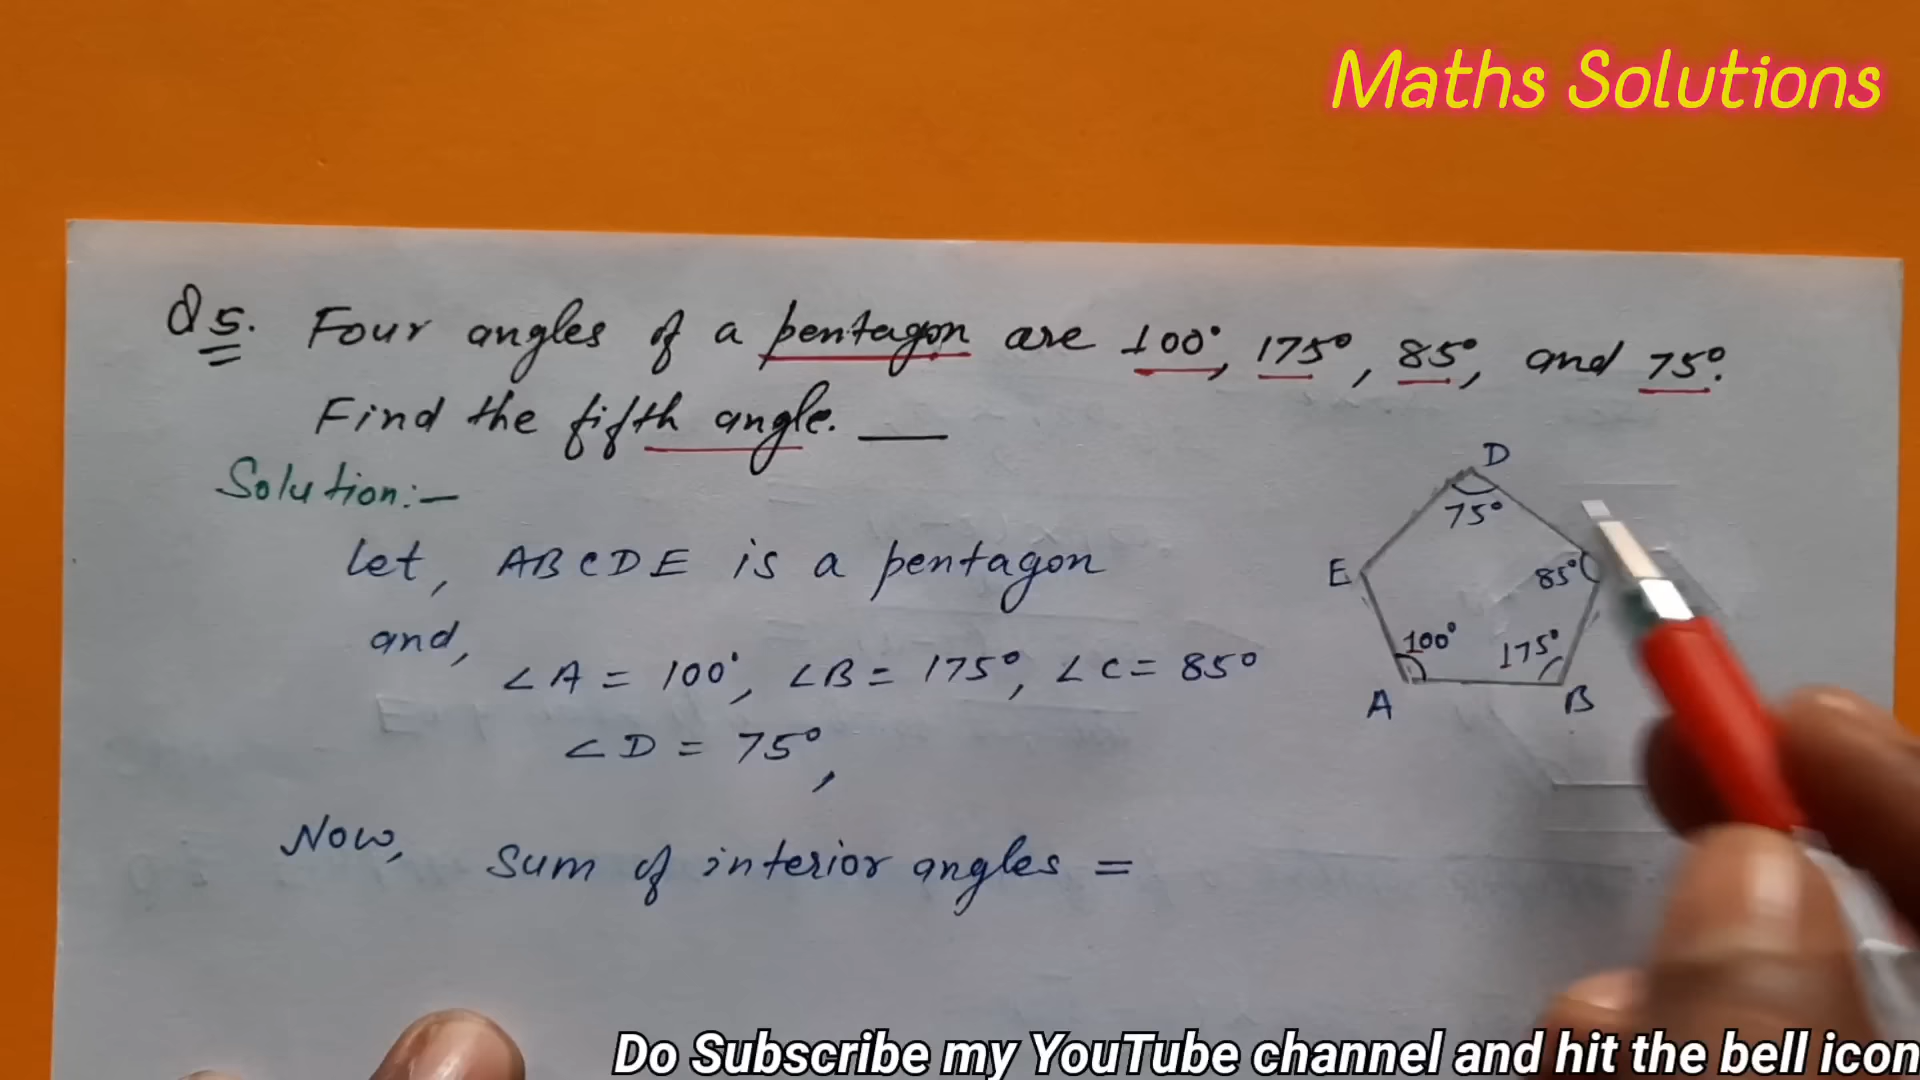 Maths Solutions
Q5. Four angles of a pentagon are 100°, 175°, 85°, and 75°.
Find the fifth angle. ___
Solution:-
Let, ABCDE is a pentagon
and,
∠A = 100°, ∠B = 175°, ∠C = 85°
∠D = 75°,
Now, Sum of interior angles =
D
75°
E
85°
100°
175°
A
B
Do Subscribe my YouTube channel and hit the bell icon